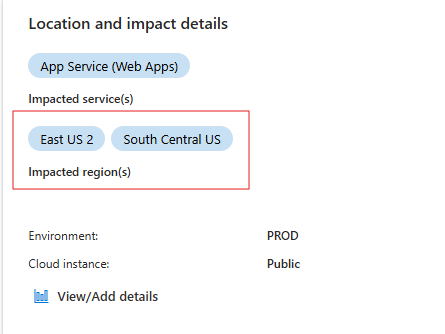 Location and impact details
App Service (Web Apps)
Impacted service(s)
East US 2 South Central US
Impacted region(s)
Environment: PROD
Cloud instance: Public
View/Add details